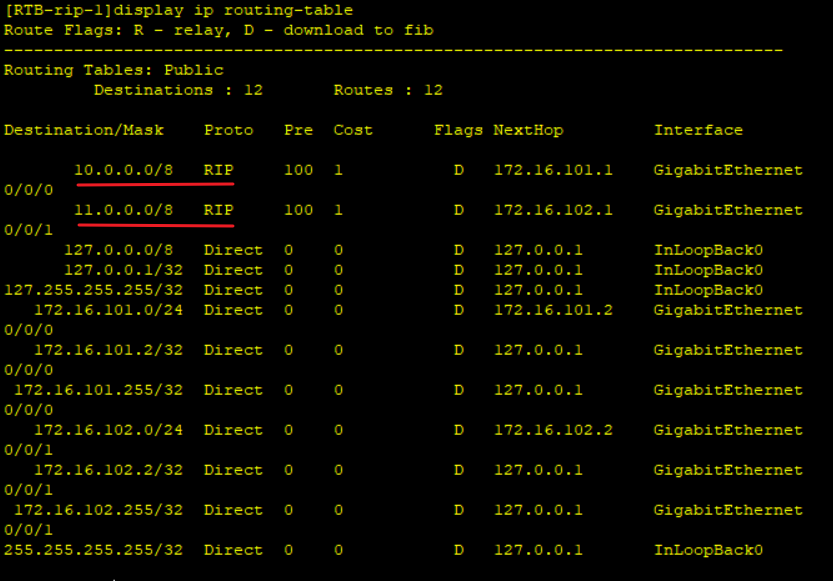 [RTB-rip-1]display ip routing-table
Route Flags: R - relay, D - download to fib
------------------------------------------------------------------------------
Routing Tables: Public
         Destinations : 12       Routes : 12

Destination/Mask    Proto   Pre  Cost      Flags NextHop         Interface

       10.0.0.0/8   RIP     100  1           D   172.16.101.1    GigabitEthernet
0/0/0
       11.0.0.0/8   RIP     100  1           D   172.16.102.1    GigabitEthernet
0/0/1
      127.0.0.0/8   Direct  0    0           D   127.0.0.1       InLoopBack0
      127.0.0.1/32  Direct  0    0           D   127.0.0.1       InLoopBack0
127.255.255.255/32  Direct  0    0           D   127.0.0.1       InLoopBack0
   172.16.101.0/24  Direct  0    0           D   172.16.101.2    GigabitEthernet
0/0/0
   172.16.101.2/32  Direct  0    0           D   127.0.0.1       GigabitEthernet
0/0/0
 172.16.101.255/32  Direct  0    0           D   127.0.0.1       GigabitEthernet
0/0/0
   172.16.102.0/24  Direct  0    0           D   172.16.102.2    GigabitEthernet
0/0/1
   172.16.102.2/32  Direct  0    0           D   127.0.0.1       GigabitEthernet
0/0/1
 172.16.102.255/32  Direct  0    0           D   127.0.0.1       GigabitEthernet
0/0/1
255.255.255.255/32  Direct  0    0           D   127.0.0.1       InLoopBack0